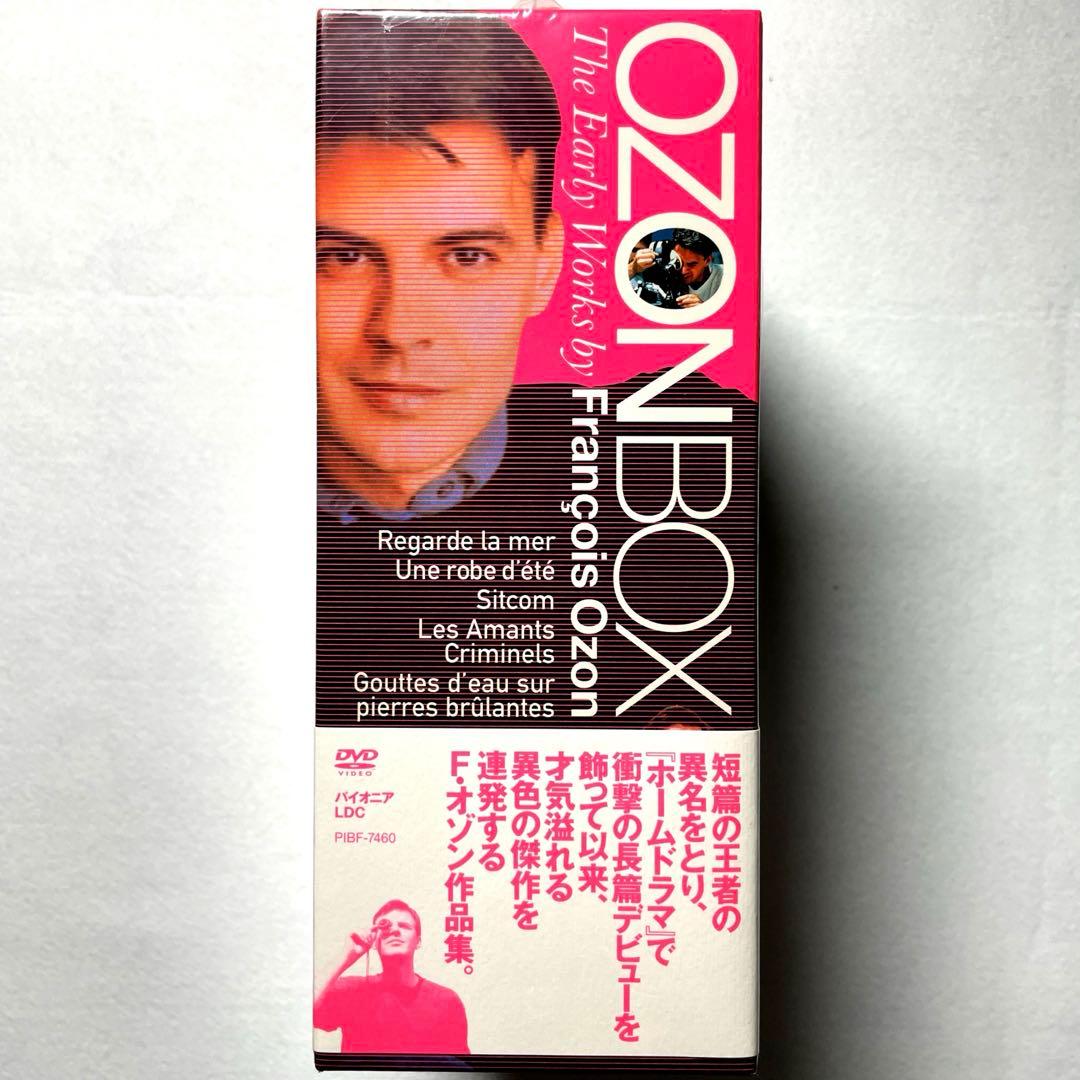 OZON BOX
The Early Works by François Ozon
Regarde la mer
Une robe d'été
Sitcom
Les Amants
Criminels
Gouttes d'eau sur
pierres brûlantes
DVD
VIDEO
パイオニア
LDC
PIBF-7460
短篇の王者の
異名をとり、
『ホームドラマ』で
衝撃の長篇デビューを
飾って以来、
才気溢れる
異色の傑作を
連発する
F・オゾン作品集。